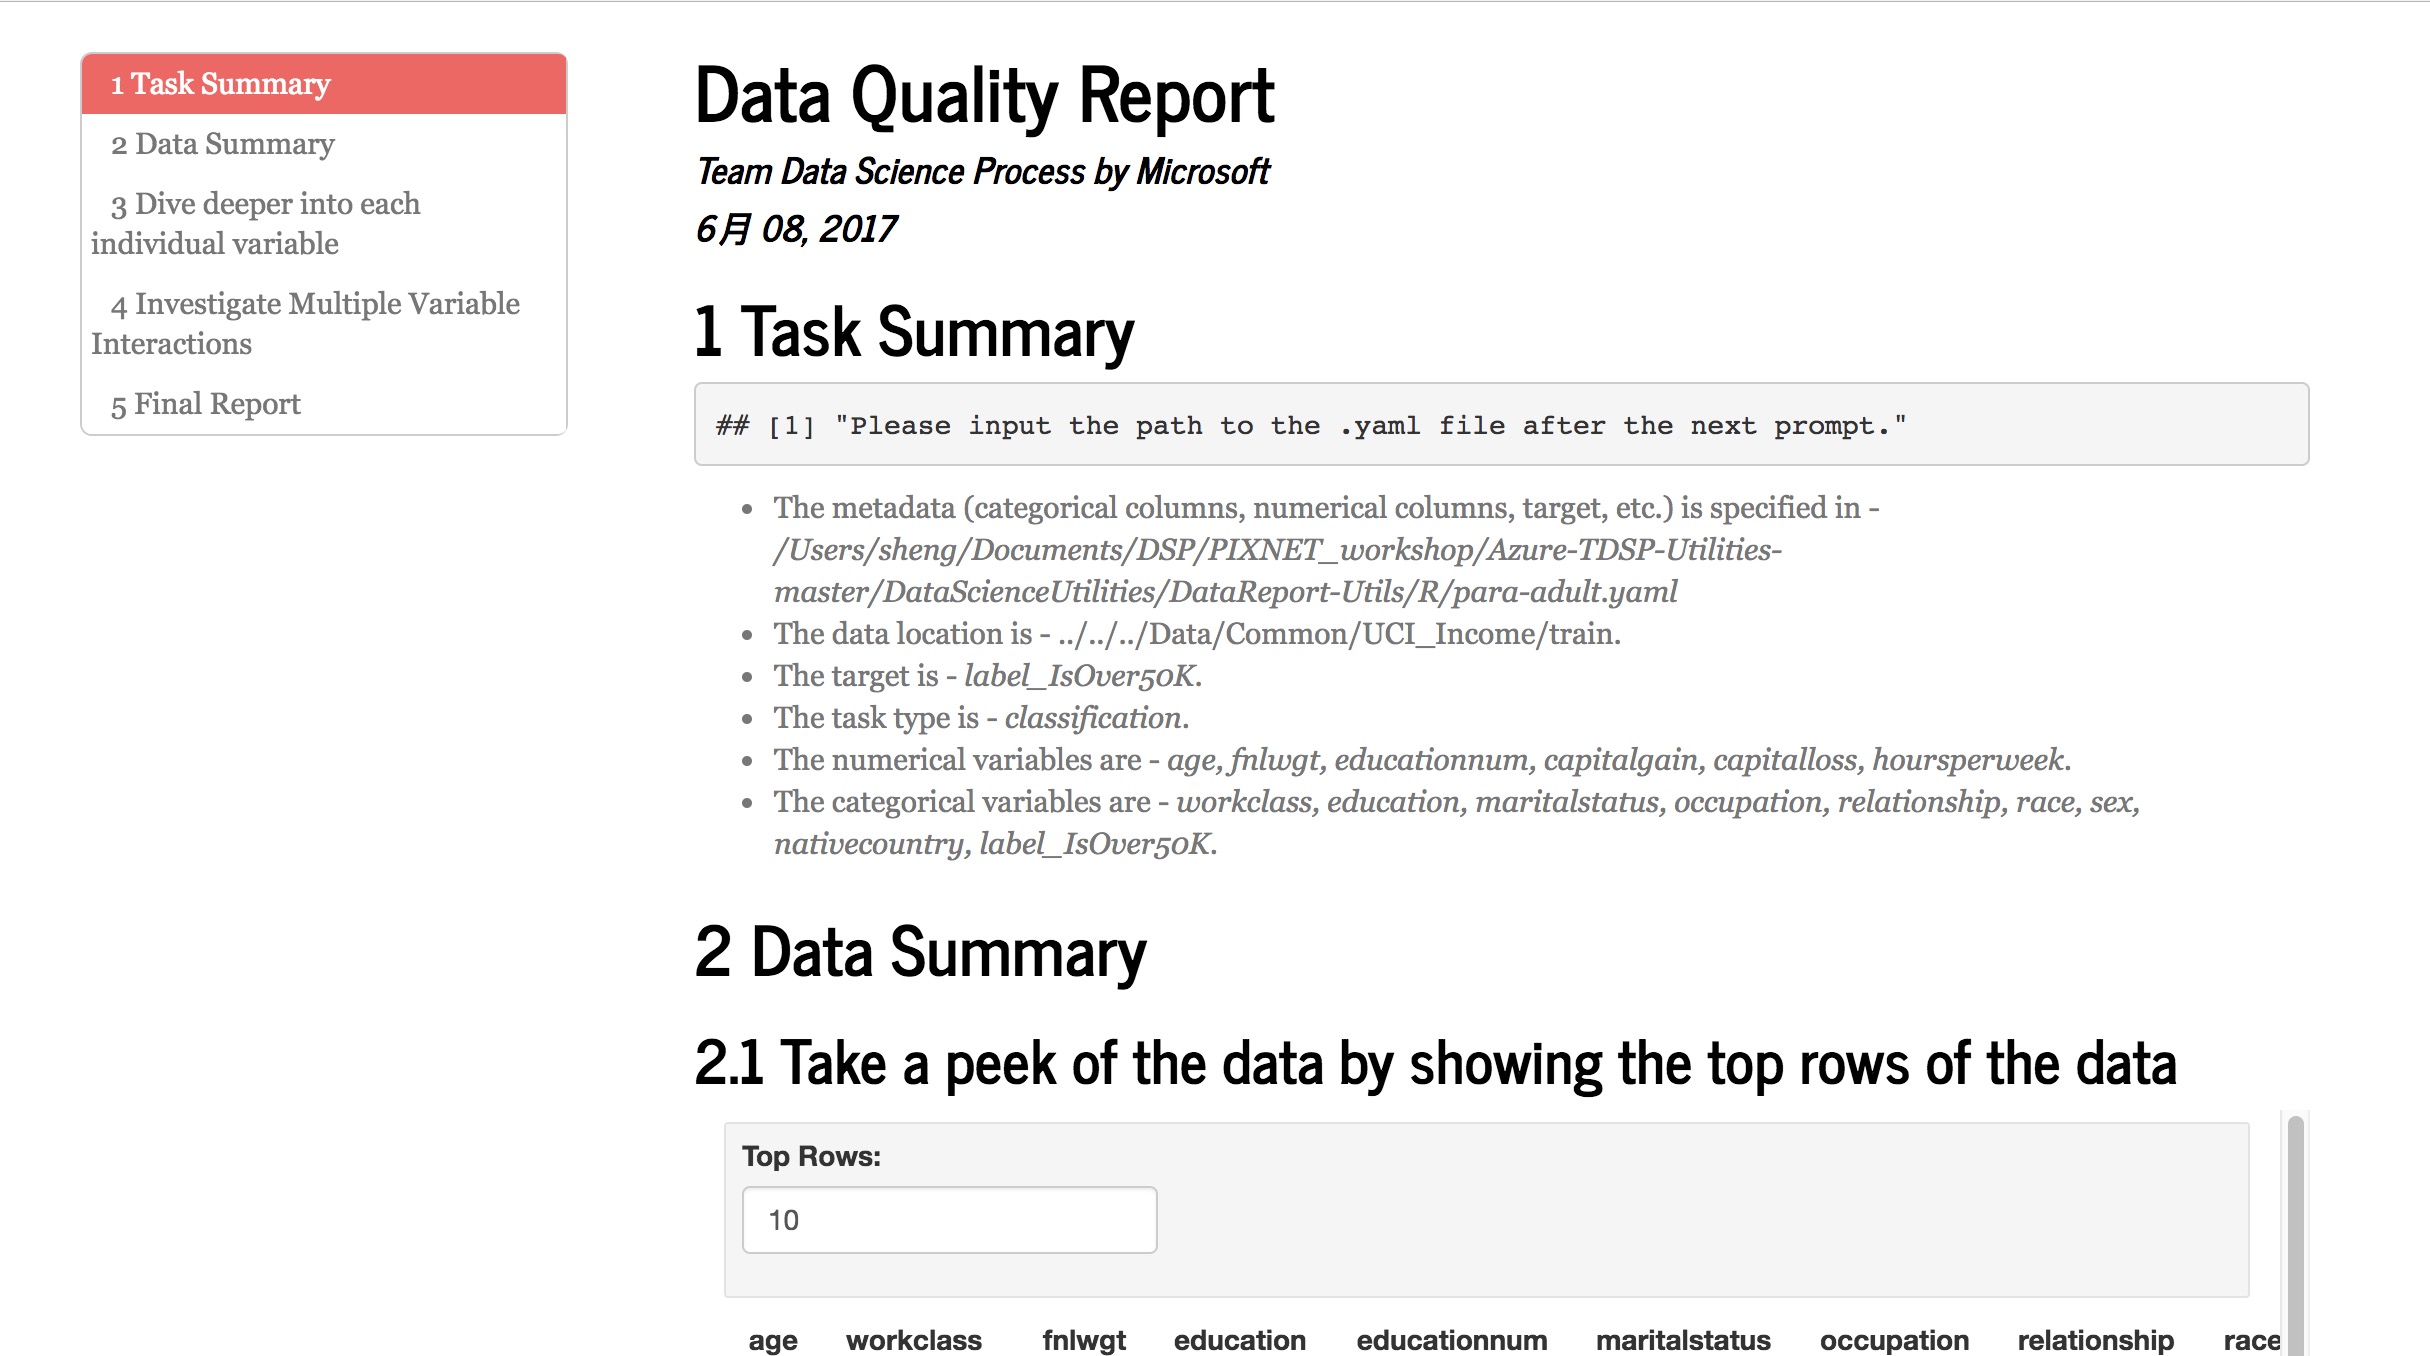 1 Task Summary
2 Data Summary
3 Dive deeper into each
individual variable
4 Investigate Multiple Variable
Interactions
5 Final Report
Data Quality Report
Team Data Science Process by Microsoft
6月 08, 2017
1 Task Summary
## [1] "Please input the path to the .yaml file after the next prompt."
• The metadata (categorical columns, numerical columns, target, etc.) is specified in -
/Users/sheng/Documents/DSP/PIXNET_workshop/Azure-TDSP-Utilities-
master/DataScienceUtilities/DataReport-Utils/R/para-adult.yaml
• The data location is - ../../../Data/Common/UCI_Income/train.
• The target is - label_IsOver50K.
• The task type is - classification.
• The numerical variables are - age, fnlwgt, educationnum, capitalgain, capitalloss, hoursperweek.
• The categorical variables are - workclass, education, maritalstatus, occupation, relationship, race, sex,
nativecountry, label_IsOver50K.
2 Data Summary
2.1 Take a peek of the data by showing the top rows of the data
Top Rows:
10
age workclass fnlwgt education educationnum maritalstatus occupation relationship race